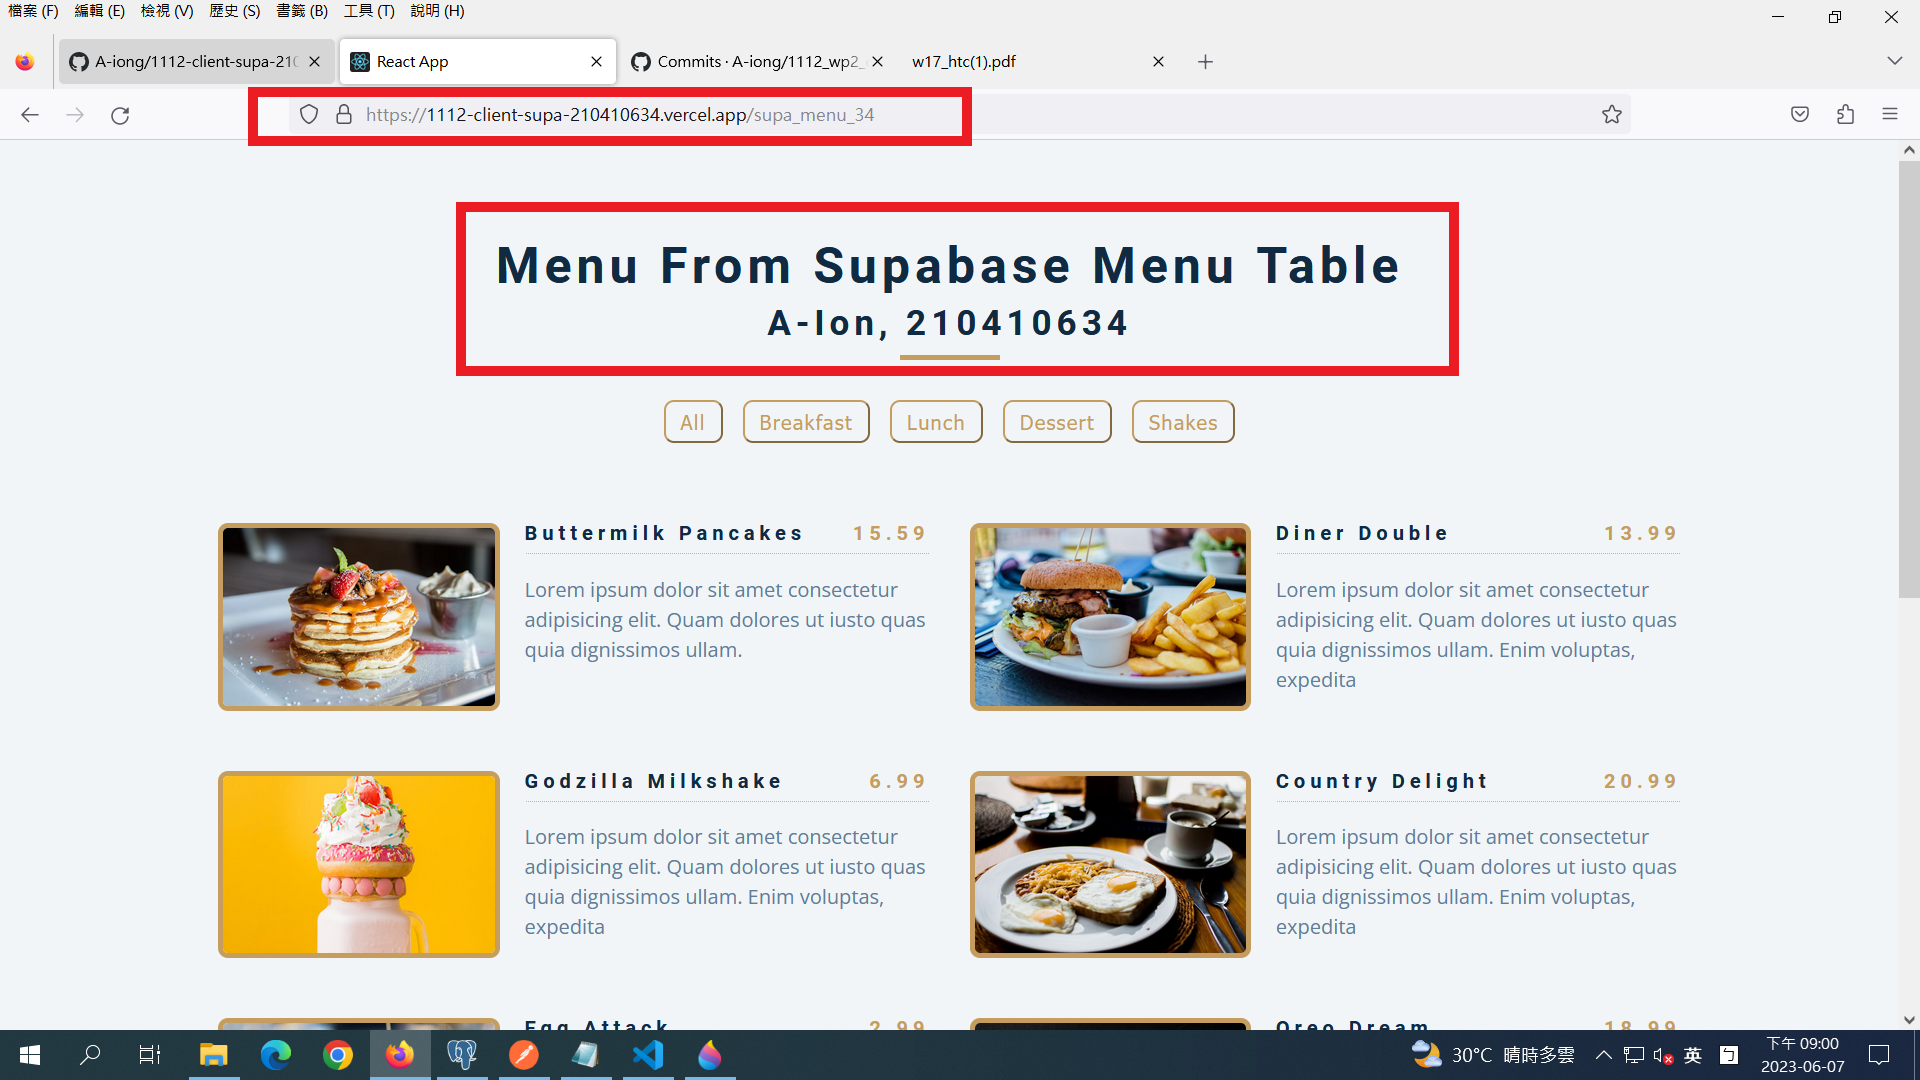 檔案 (F) 編輯 (E) 檢視 (V) 歷史 (S) 書籤 (B) 工具 (T) 說明 (H)
A-iong/1112-client-supa-210 React App Commits · A-iong/1112_wp2_ w17_htc(1).pdf
https://1112-client-supa-210410634.vercel.app/supa_menu_34
Menu From Supabase Menu Table
A-Ion, 210410634
All Breakfast Lunch Dessert Shakes
Buttermilk Pancakes 15.59
Lorem ipsum dolor sit amet consectetur
adipisicing elit. Quam dolores ut iusto quas
quia dignissimos ullam.
Diner Double 13.99
Lorem ipsum dolor sit amet consectetur
adipisicing elit. Quam dolores ut iusto quas
quia dignissimos ullam. Enim voluptas,
expedita
Godzilla Milkshake 6.99
Lorem ipsum dolor sit amet consectetur
adipisicing elit. Quam dolores ut iusto quas
quia dignissimos ullam. Enim voluptas,
expedita
Country Delight 20.99
Lorem ipsum dolor sit amet consectetur
adipisicing elit. Quam dolores ut iusto quas
quia dignissimos ullam. Enim voluptas,
expedita
Egg Attack 2.99
Oreo Dream 18.99
30°C 晴時多雲 英 ㄅ
下午 09:00
2023-06-07